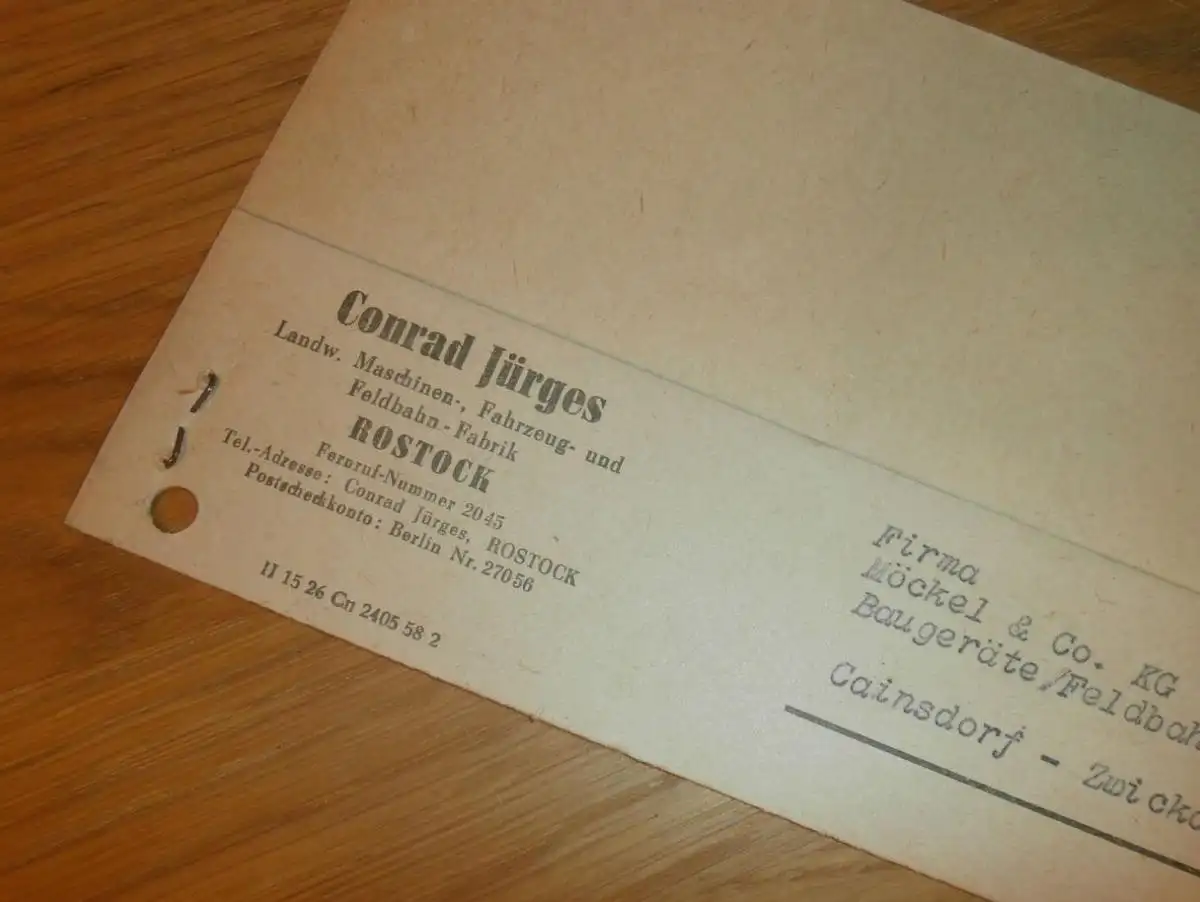 Conrad Jürges
Landw. Maschinen-, Fahrzeug- und
Feldbahn-Fabrik
ROSTOCK
Fernruf-Nummer 2045
Tel.-Adresse: Conrad Jürges, ROSTOCK
Postscheckkonto: Berlin Nr. 27056
II 15 26 Cn 2405 58 2
Firma
Möckel & Co. KG
Baugeräte/Feldbah
Cainsdorf - Zwick